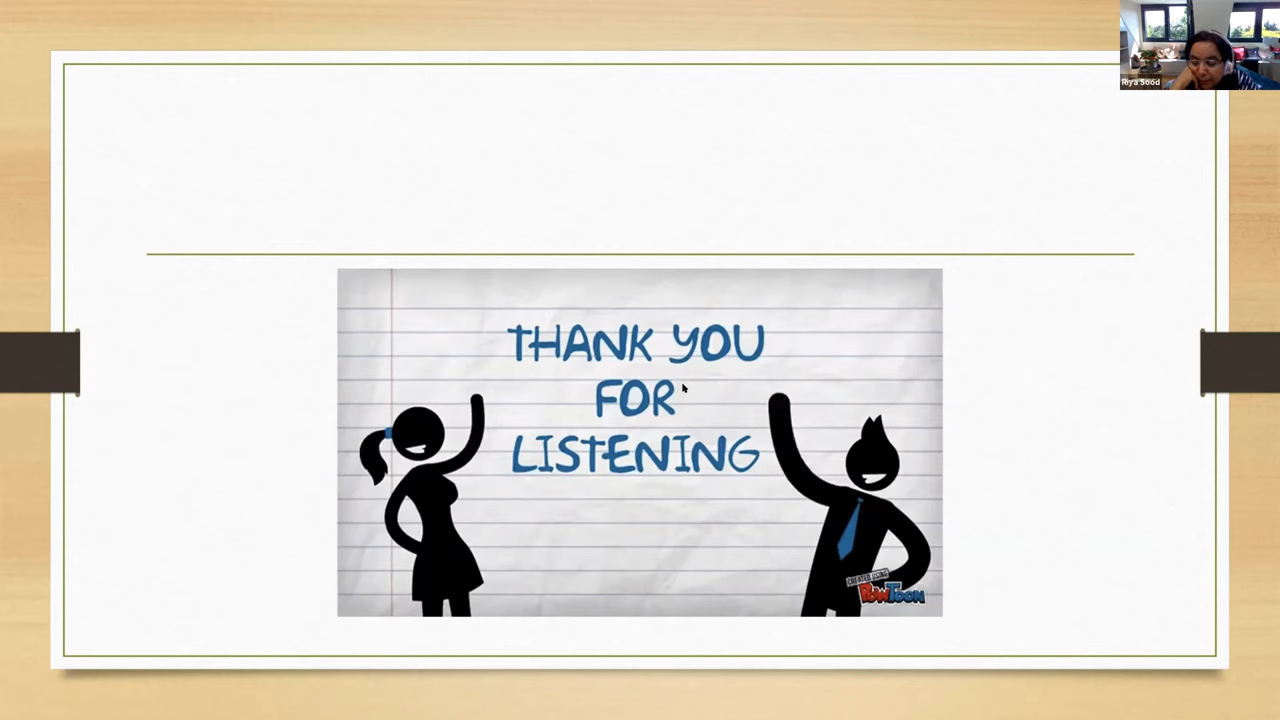 Riya Sood
THANK YOU
FOR
LISTENING
CREATED USING
POWTOON